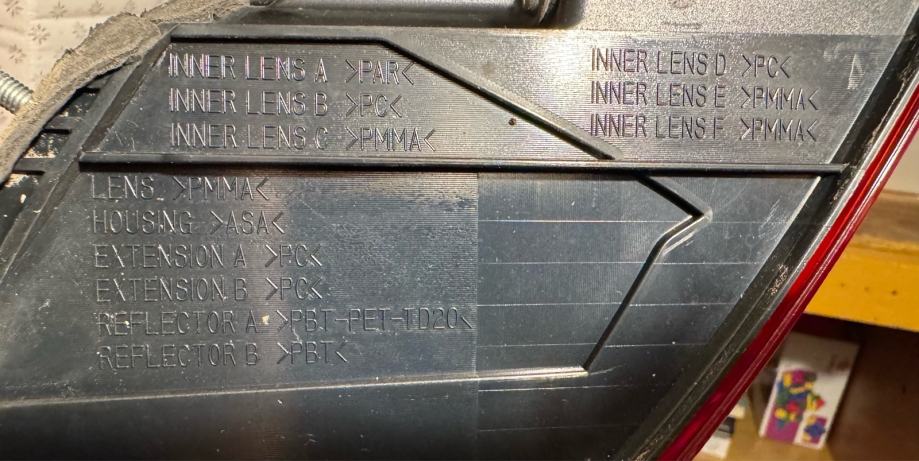 INNER LENS A >PAR<
INNER LENS B >PC<
INNER LENS C >PMMA<
INNER LENS D >PC<
INNER LENS E >PMMA<
INNER LENS F >PMMA<
LENS >PMMA<
HOUSING >ASA<
EXTENSION A >PC<
EXTENSION B >PC<
REFLECTOR A >PBT-PET-TD20<
REFLECTOR B >PBT<